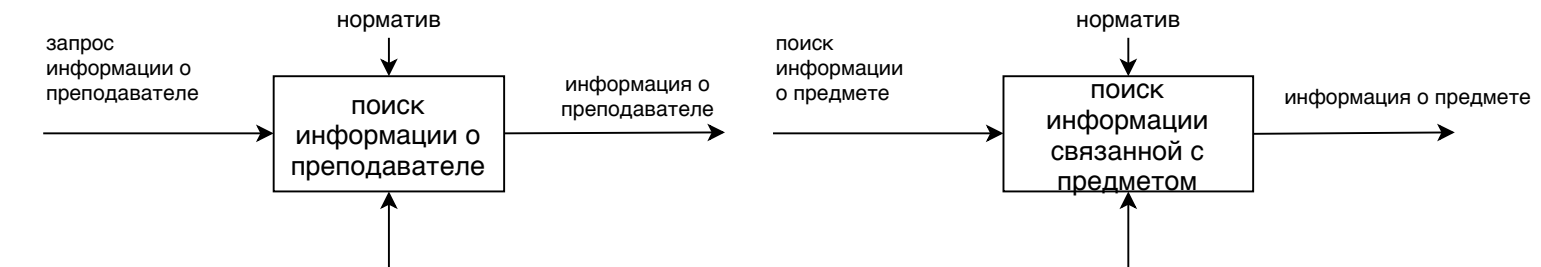 норматив
запрос
информации о
преподавателе
поиск
информации о
преподавателе
информация о
преподавателе
норматив
поиск
информации
о предмете
поиск
информации
связанной с
предметом
информация о предмете